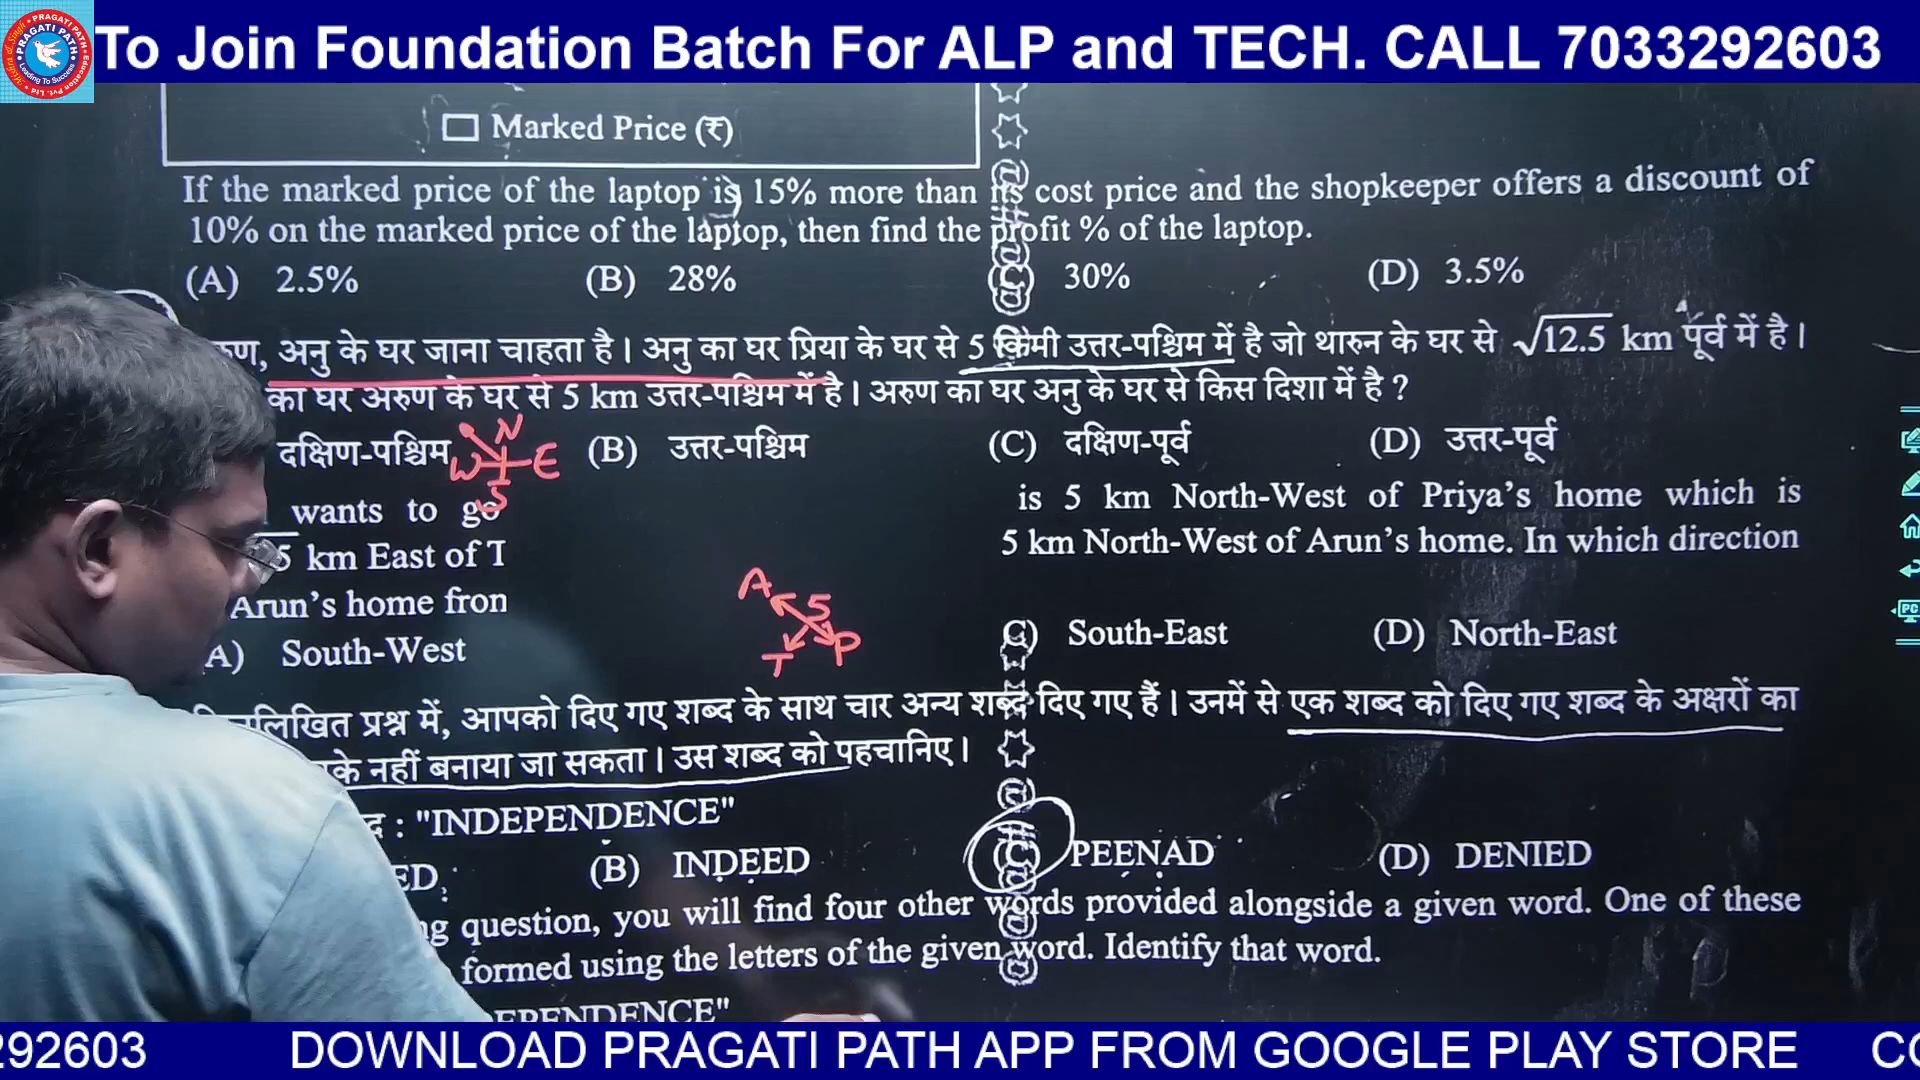 To Join Foundation Batch For ALP and TECH. CALL 7033292603
PRAGATI PATH
Marked Price (₹)
If the marked price of the laptop is 15% more than its cost price and the shopkeeper offers a discount of
10% on the marked price of the laptop, then find the profit % of the laptop.
(A) 2.5% (B) 28% (C) 30% (D) 3.5%
अनु के घर जाना चाहता है। अनु का घर प्रिया के घर से 5 किमी उत्तर-पश्चिम में है जो थारुन के घर से √12.5 km पूर्व में है।
का घर अरुण के घर से 5 km उत्तर-पश्चिम में है। अरुण का घर अनु के घर से किस दिशा में है ?
दक्षिण-पश्चिम (B) उत्तर-पश्चिम (C) दक्षिण-पूर्व (D) उत्तर-पूर्व
N
W E
S
wants to go is 5 km North-West of Priya's home which is
5 km East of T 5 km North-West of Arun's home. In which direction
A 5
T P
Arun's home fron
A) South-West C) South-East (D) North-East
लिखित प्रश्न में, आपको दिए गए शब्द के साथ चार अन्य शब्द दिए गए हैं। उनमें से एक शब्द को दिए गए शब्द के अक्षरों का
के नहीं बनाया जा सकता। उस शब्द को पहचानिए।
: "INDEPENDENCE"
ED (B) INDEED (C) PEENAD (D) DENIED
question, you will find four other words provided alongside a given word. One of these
formed using the letters of the given word. Identify that word.
EPENDENCE"
292603 DOWNLOAD PRAGATI PATH APP FROM GOOGLE PLAY STORE CO